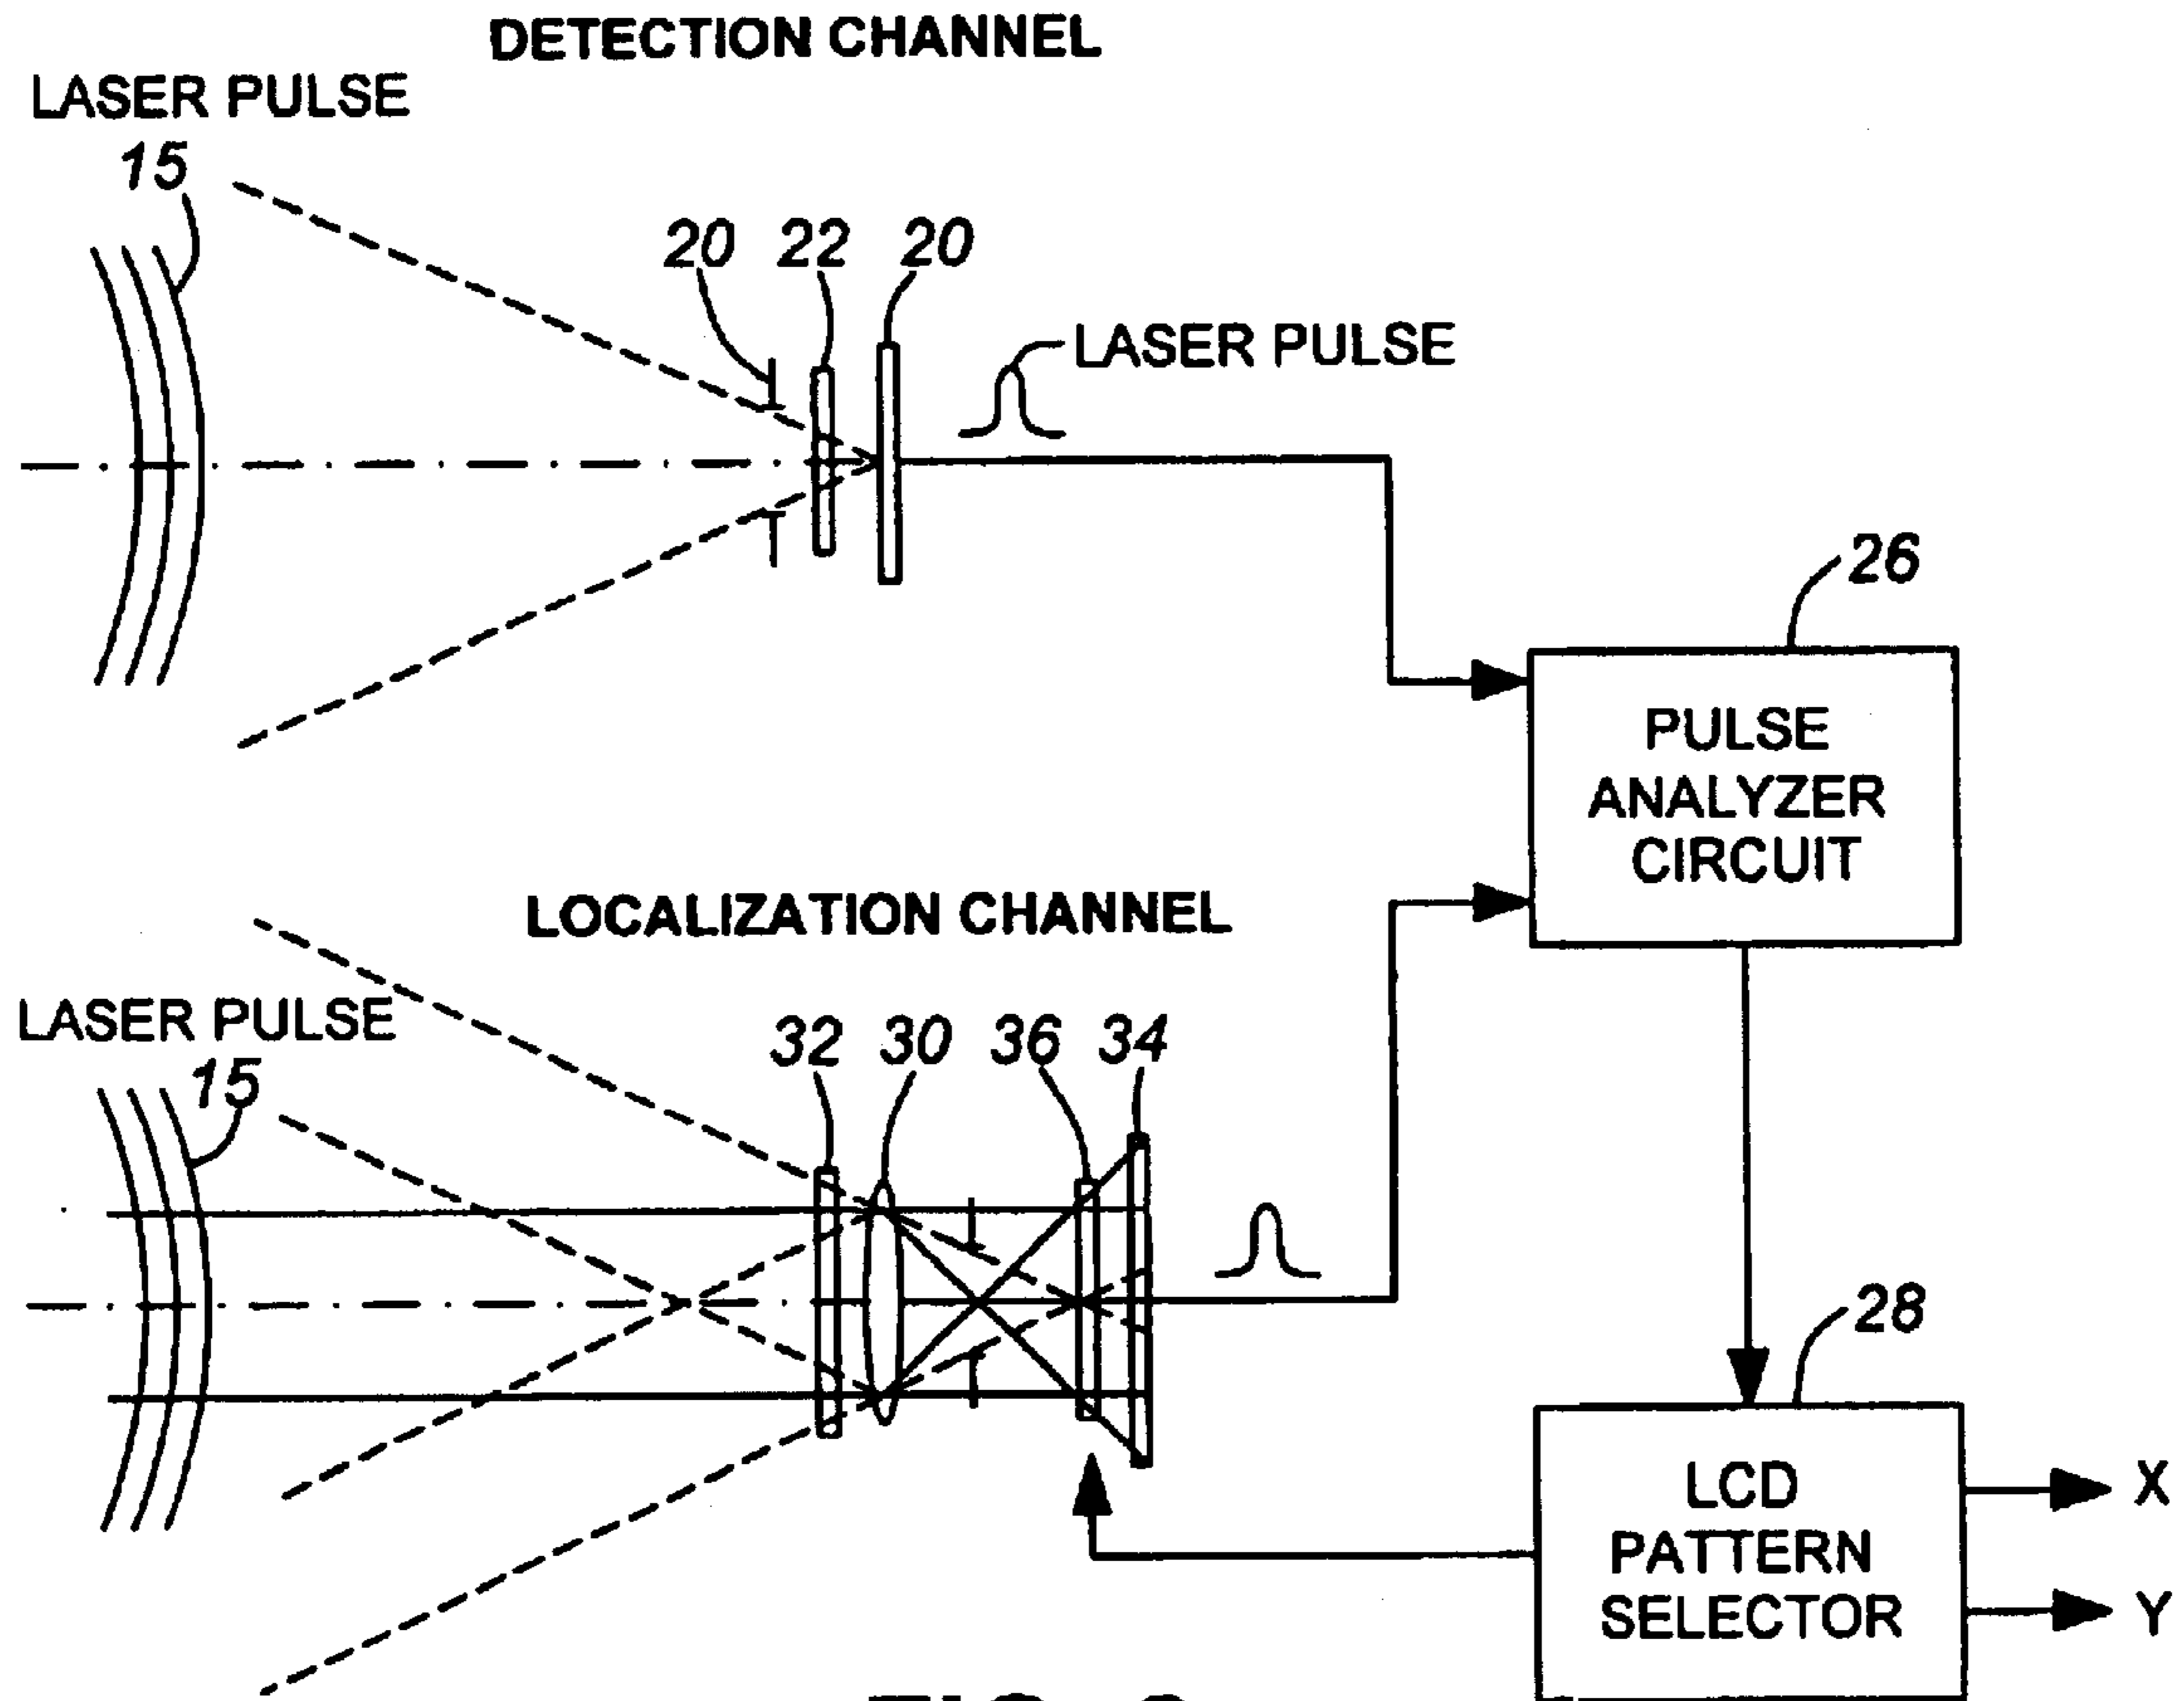 DETECTION CHANNEL
LASER PULSE
15
20 22 20
LASER PULSE
26
PULSE
ANALYZER
CIRCUIT
LOCALIZATION CHANNEL
LASER PULSE
15
32 30 36 34
28
LCD
PATTERN
SELECTOR
X
Y